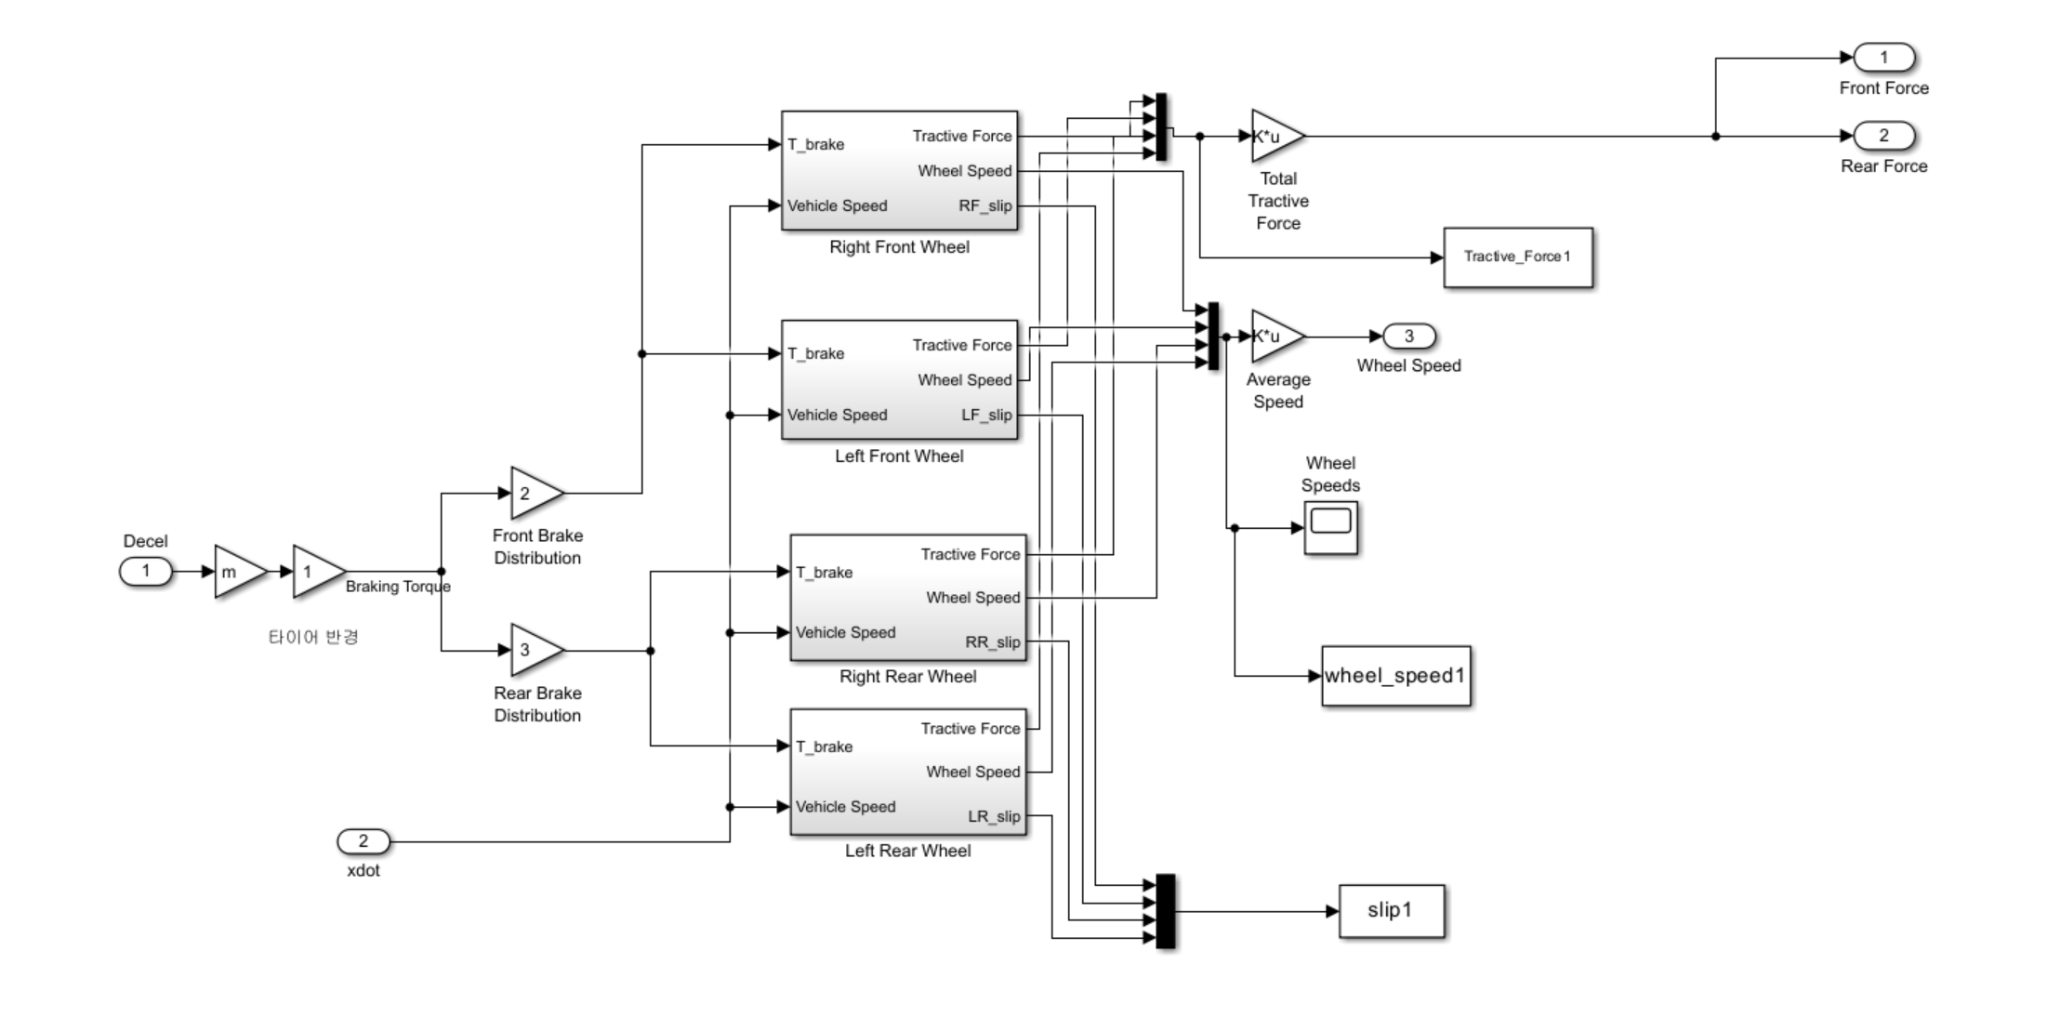 1
Front Force
2
Rear Force
T_brake
Vehicle Speed
Tractive Force
Wheel Speed
RF_slip
Right Front Wheel
K*u
Total
Tractive
Force
Tractive_Force1
T_brake
Vehicle Speed
Tractive Force
Wheel Speed
LF_slip
Left Front Wheel
K*u
Average
Speed
3
Wheel Speed
Wheel
Speeds
Decel
1
m
1
Braking Torque
타이어 반경
2
Front Brake
Distribution
3
Rear Brake
Distribution
T_brake
Vehicle Speed
Tractive Force
Wheel Speed
RR_slip
Right Rear Wheel
wheel_speed1
T_brake
Vehicle Speed
Tractive Force
Wheel Speed
LR_slip
Left Rear Wheel
2
xdot
slip1